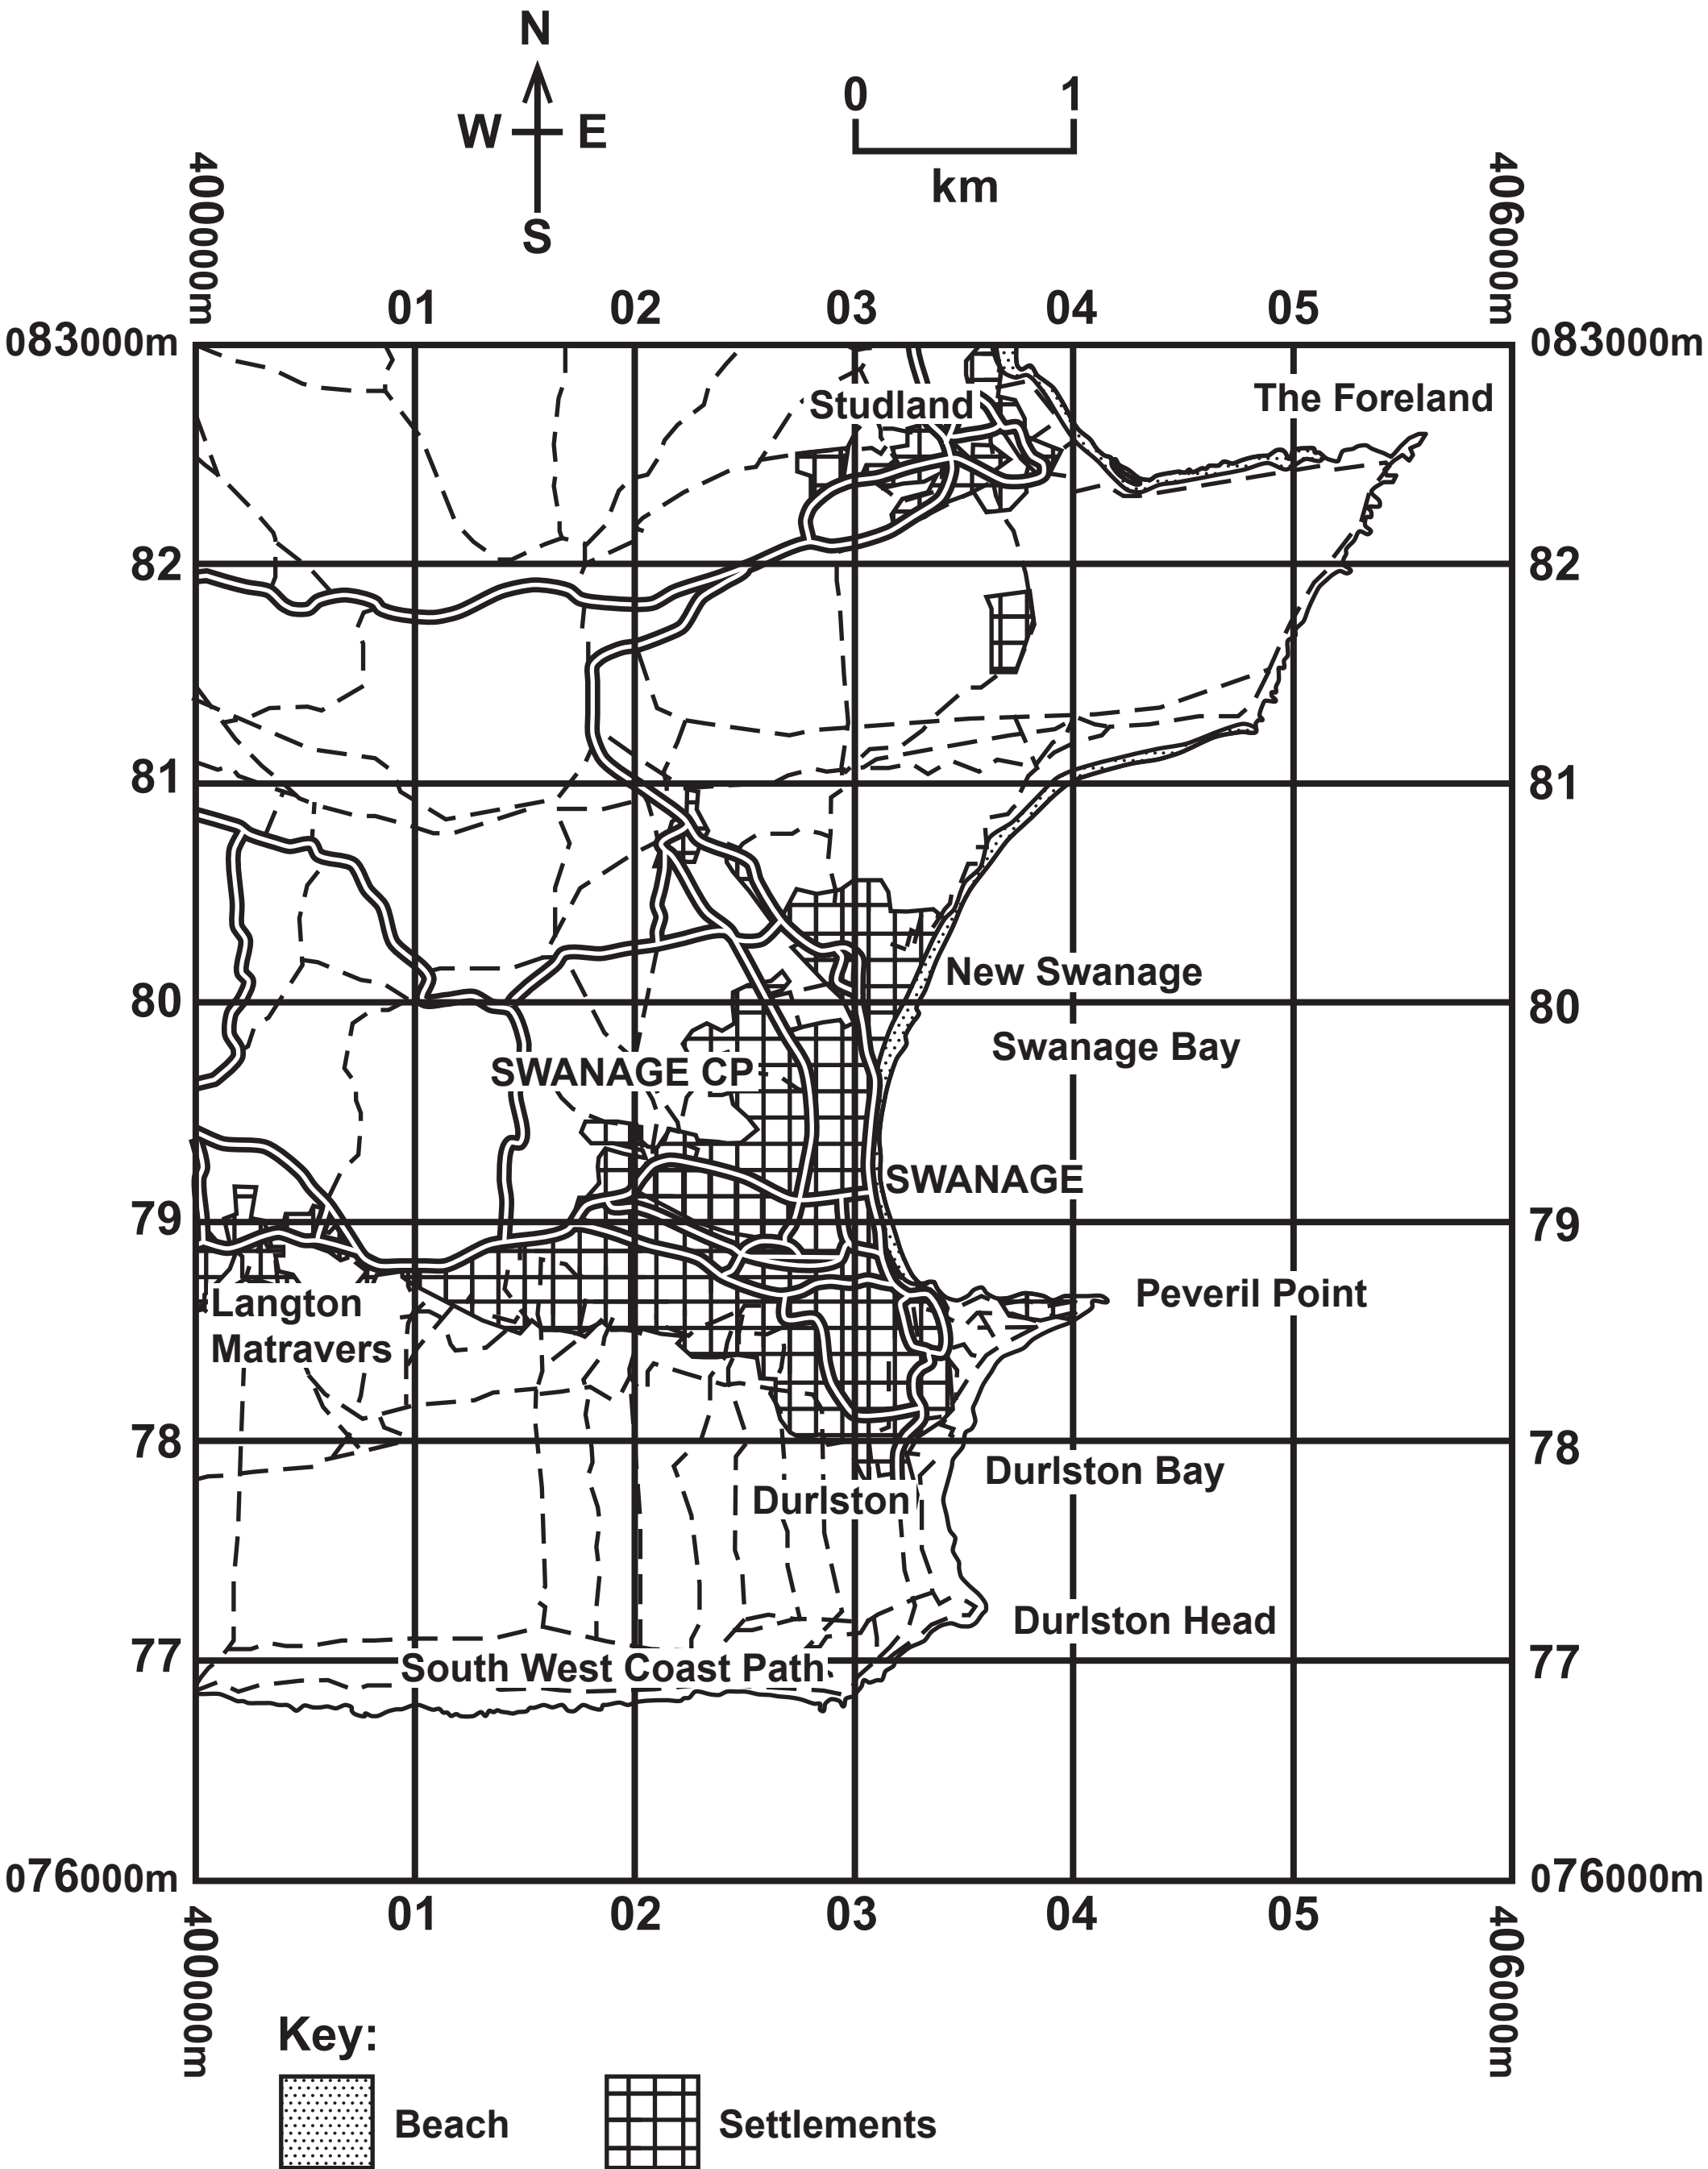 N
W E
S
0 1
km
400000m
406000m
01 02 03 04 05
083000m
083000m
Studland
The Foreland
82
82
81
81
New Swanage
80
80
Swanage Bay
SWANAGE CP
SWANAGE
79
79
Langton
Matravers
Peveril Point
78
78
Durlston Bay
Durlston
Durlston Head
77
77
South West Coast Path
076000m
076000m
01 02 03 04 05
400000m
406000m
Key:
Beach
Settlements